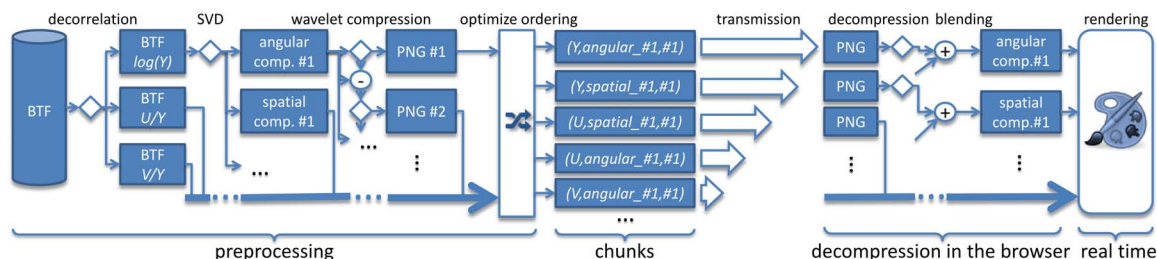 decorrelation SVD wavelet compression optimize ordering transmission decompression blending rendering
BTF
BTF
log(Y)
BTF
U/Y
BTF
V/Y
...
angular
comp. #1
spatial
comp. #1
...
-
...
PNG #1
PNG #2
...
(Y,angular_#1,#1)
(Y,spatial_#1,#1)
(U,spatial_#1,#1)
(U,angular_#1,#1)
(V,angular_#1,#1)
...
PNG
PNG
PNG
...
+
+
angular
comp.#1
spatial
comp. #1
...
preprocessing chunks decompression in the browser real time